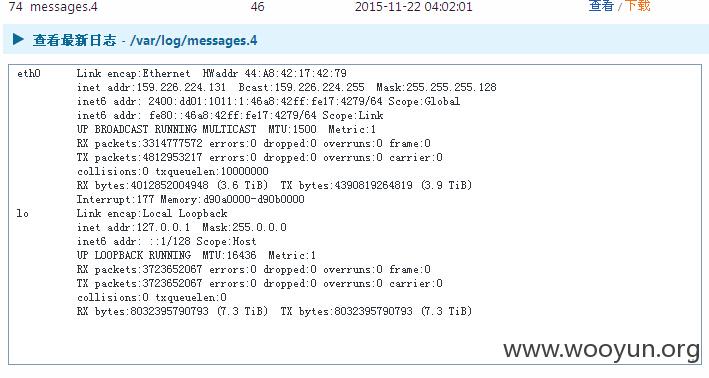 74 messages.4 46 2015-11-22 04:02:01 查看 / 下载
查看最新日志 - /var/log/messages.4
eth0 Link encap:Ethernet HWaddr 44:A8:42:17:42:79
inet addr:159.226.224.131 Bcast:159.226.224.255 Mask:255.255.255.128
inet6 addr: 2400:dd01:1011:1:46a8:42ff:fe17:4279/64 Scope:Global
inet6 addr: fe80::46a8:42ff:fe17:4279/64 Scope:Link
UP BROADCAST RUNNING MULTICAST MTU:1500 Metric:1
RX packets:3314777572 errors:0 dropped:0 overruns:0 frame:0
TX packets:4812953217 errors:0 dropped:0 overruns:0 carrier:0
collisions:0 txqueuelen:10000000
RX bytes:4012852004948 (3.6 TiB) TX bytes:4390819264819 (3.9 TiB)
Interrupt:177 Memory:d90a0000-d90b0000
lo Link encap:Local Loopback
inet addr:127.0.0.1 Mask:255.0.0.0
inet6 addr: ::1/128 Scope:Host
UP LOOPBACK RUNNING MTU:16436 Metric:1
RX packets:3723652067 errors:0 dropped:0 overruns:0 frame:0
TX packets:3723652067 errors:0 dropped:0 overruns:0 carrier:0
collisions:0 txqueuelen:0
RX bytes:8032395790793 (7.3 TiB) TX bytes:8032395790793 (7.3 TiB)
www.wooyun.org